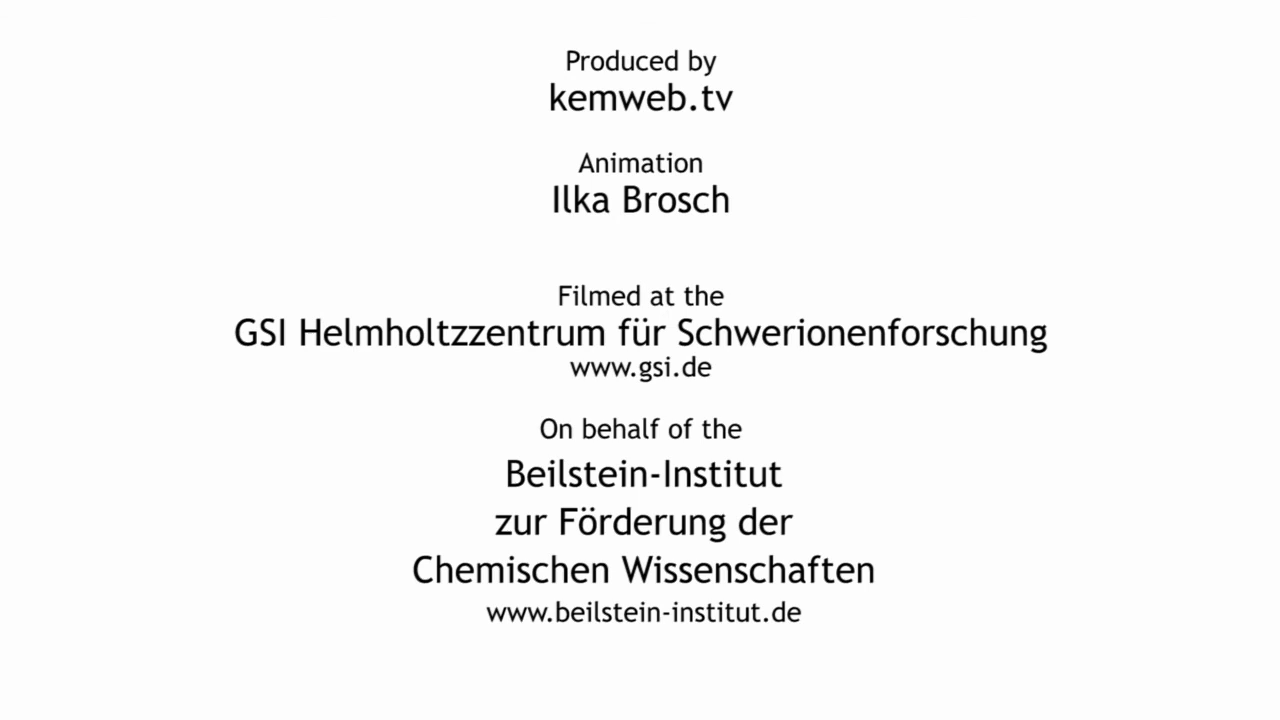 Produced by
kemweb.tv
Animation
Ilka Brosch
Filmed at the
GSI Helmholtzzentrum für Schwerionenforschung
www.gsi.de
On behalf of the
Beilstein-Institut
zur Förderung der
Chemischen Wissenschaften
www.beilstein-institut.de